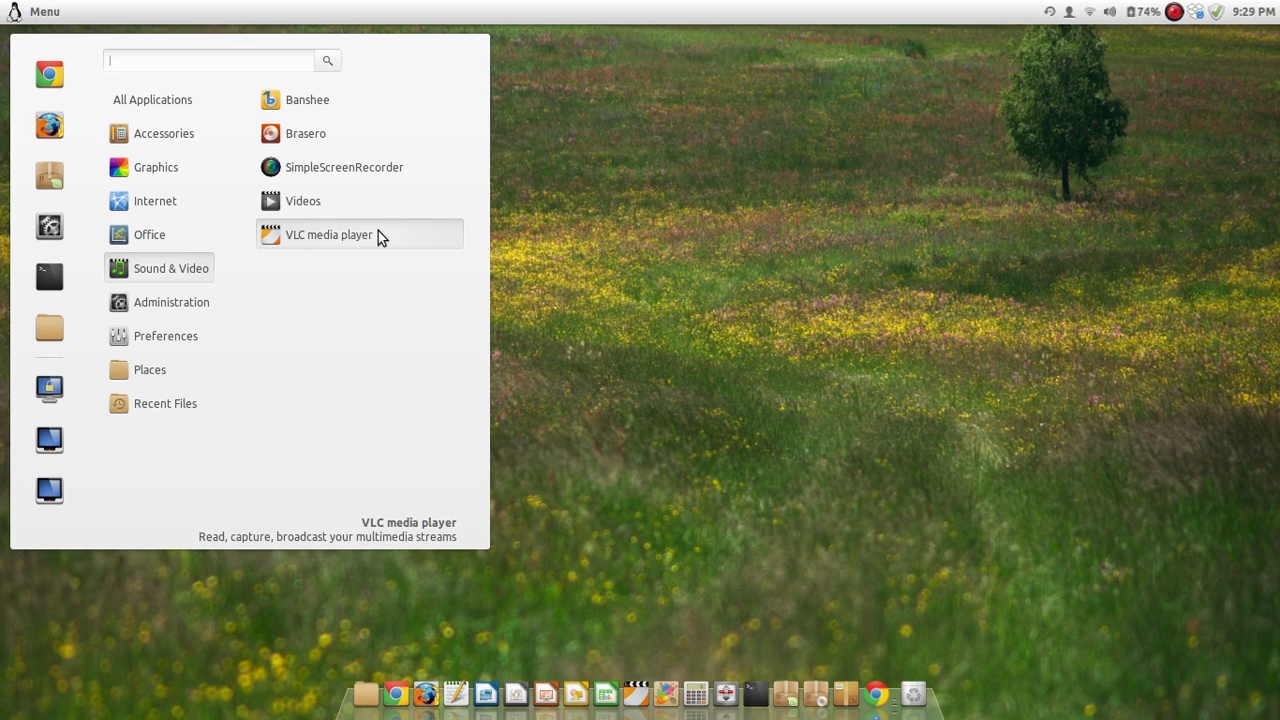 Menu
74%
9:29 PM
All Applications
Accessories
Graphics
Internet
Office
Sound & Video
Administration
Preferences
Places
Recent Files
Banshee
Brasero
SimpleScreenRecorder
Videos
VLC media player
VLC media player
Read, capture, broadcast your multimedia streams